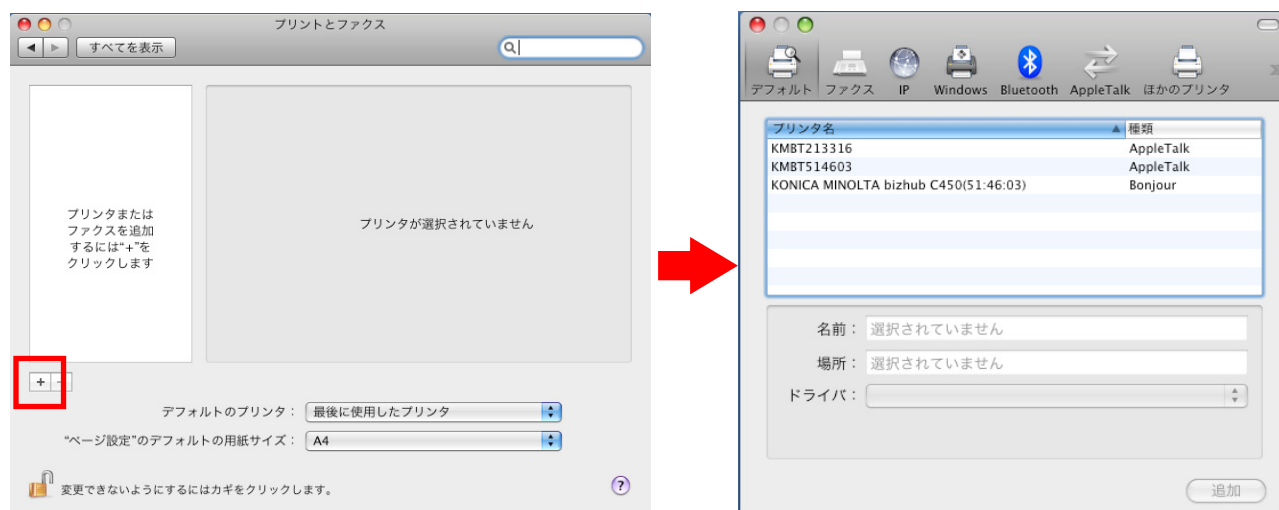 プリントとファクス
すべてを表示
プリンタまたは
ファクスを追加
するには“+”を
クリックします
プリンタが選択されていません
+ -
デフォルトのプリンタ： 最後に使用したプリンタ
“ページ設定”のデフォルトの用紙サイズ： A4
変更できないようにするにはカギをクリックします。
?
デフォルト ファクス IP Windows Bluetooth AppleTalk ほかのプリンタ
プリンタ名 種類
KMBT213316 AppleTalk
KMBT514603 AppleTalk
KONICA MINOLTA bizhub C450(51:46:03) Bonjour
名前： 選択されていません
場所： 選択されていません
ドライバ：
追加